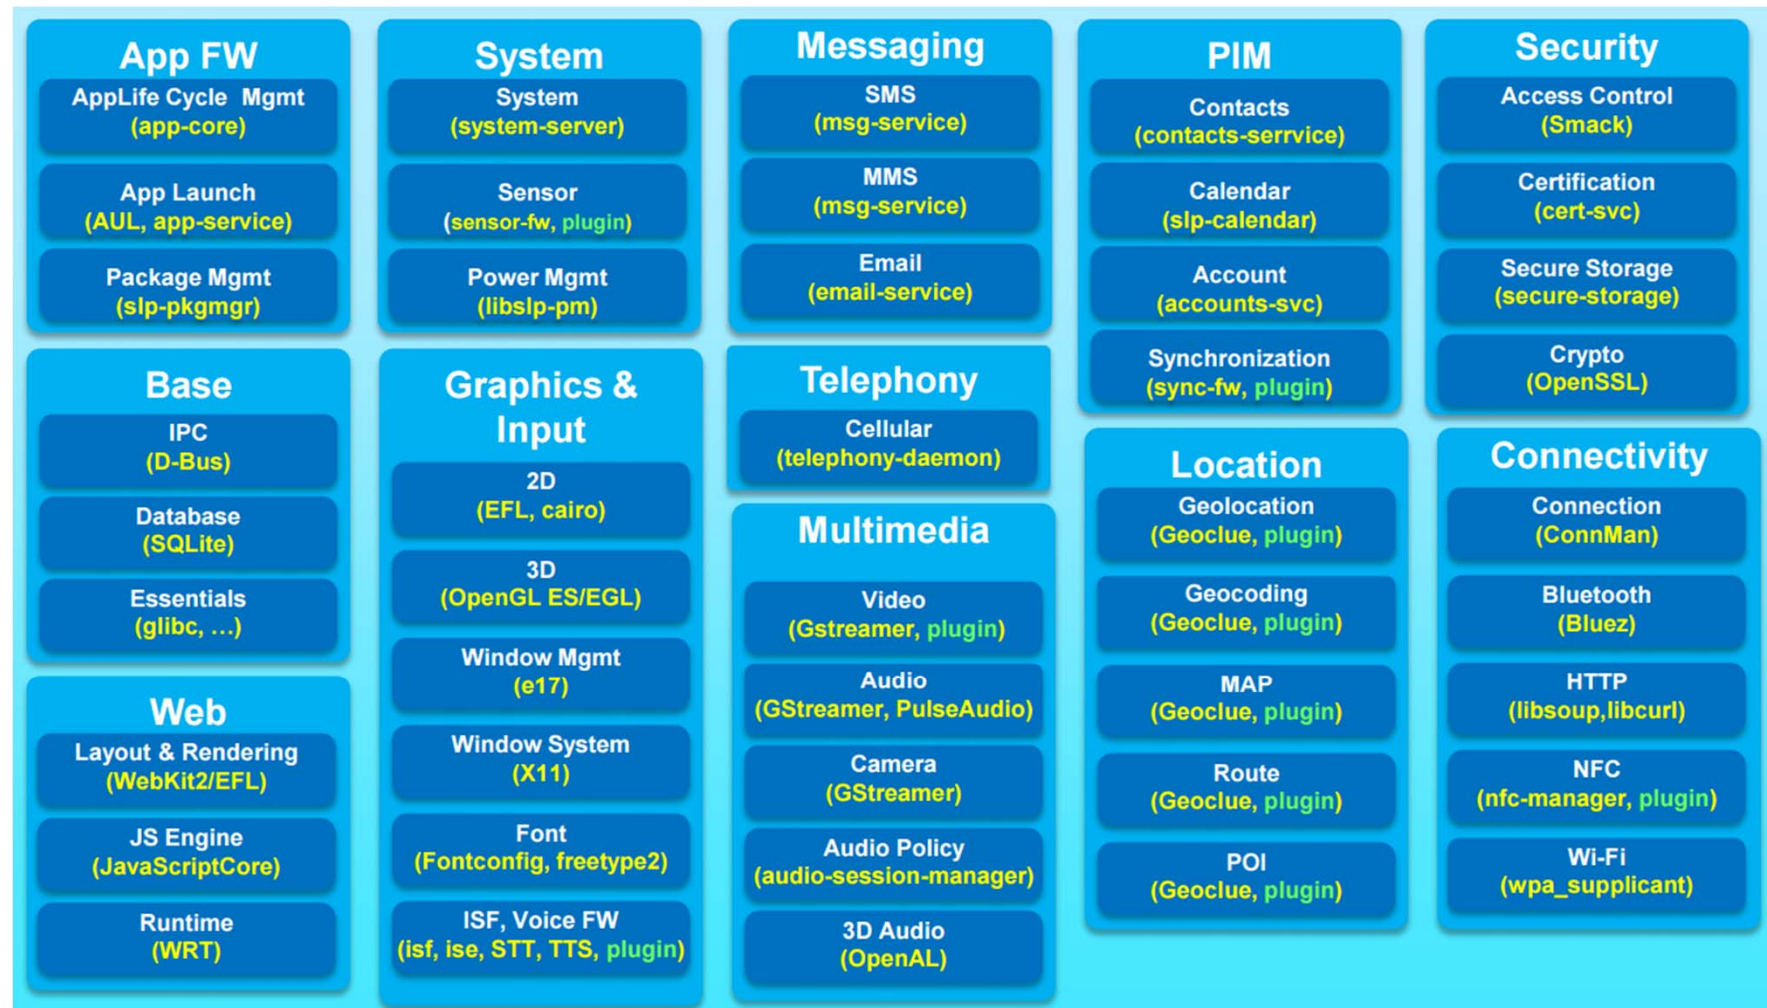 App FW
AppLife Cycle Mgmt
(app-core)
App Launch
(AUL, app-service)
Package Mgmt
(slp-pkgmgr)
System
System
(system-server)
Sensor
(sensor-fw, plugin)
Power Mgmt
(libslp-pm)
Messaging
SMS
(msg-service)
MMS
(msg-service)
Email
(email-service)
PIM
Contacts
(contacts-serrvice)
Calendar
(slp-calendar)
Account
(accounts-svc)
Synchronization
(sync-fw, plugin)
Security
Access Control
(Smack)
Certification
(cert-svc)
Secure Storage
(secure-storage)
Crypto
(OpenSSL)
Base
IPC
(D-Bus)
Database
(SQLite)
Essentials
(glibc, …)
Graphics &
Input
2D
(EFL, cairo)
3D
(OpenGL ES/EGL)
Window Mgmt
(e17)
Window System
(X11)
Font
(Fontconfig, freetype2)
ISF, Voice FW
(isf, ise, STT, TTS, plugin)
Telephony
Cellular
(telephony-daemon)
Location
Geolocation
(Geoclue, plugin)
Geocoding
(Geoclue, plugin)
MAP
(Geoclue, plugin)
Route
(Geoclue, plugin)
POI
(Geoclue, plugin)
Connectivity
Connection
(ConnMan)
Bluetooth
(Bluez)
HTTP
(libsoup,libcurl)
NFC
(nfc-manager, plugin)
Wi-Fi
(wpa_supplicant)
Web
Layout & Rendering
(WebKit2/EFL)
JS Engine
(JavaScriptCore)
Runtime
(WRT)
Multimedia
Video
(Gstreamer, plugin)
Audio
(GStreamer, PulseAudio)
Camera
(GStreamer)
Audio Policy
(audio-session-manager)
3D Audio
(OpenAL)